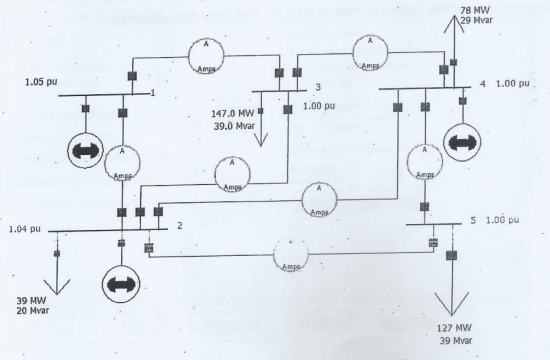 78 MW
29 Mvar
A
Amps
A
Amps
1.05 pu
1
3
4
1.00 pu
147.0 MW
39.0 Mvar
1.00 pu
A
Amps
A
Amps
A
Amps
A
Amps
1.04 pu
2
5
1.00 pu
A
Amps
39 MW
20 Mvar
127 MW
39 Mvar